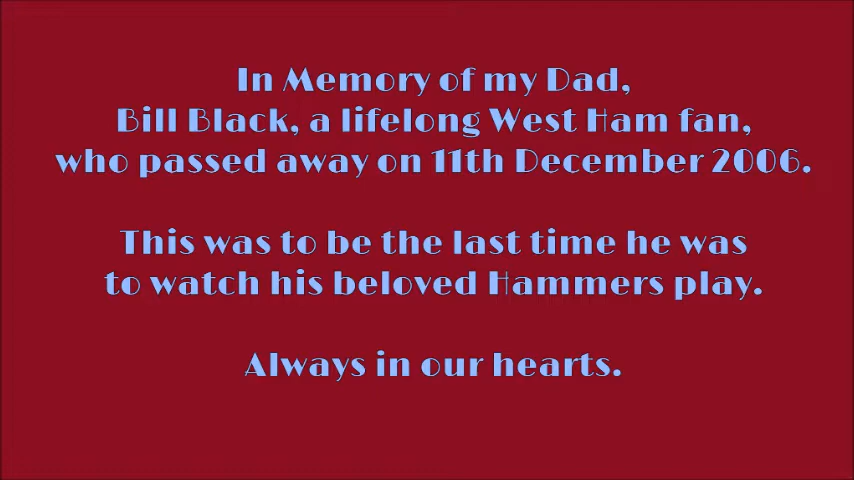 In Memory of my Dad,
Bill Black, a lifelong West Ham fan,
who passed away on 11th December 2006.
This was to be the last time he was
to watch his beloved Hammers play.
Always in our hearts.